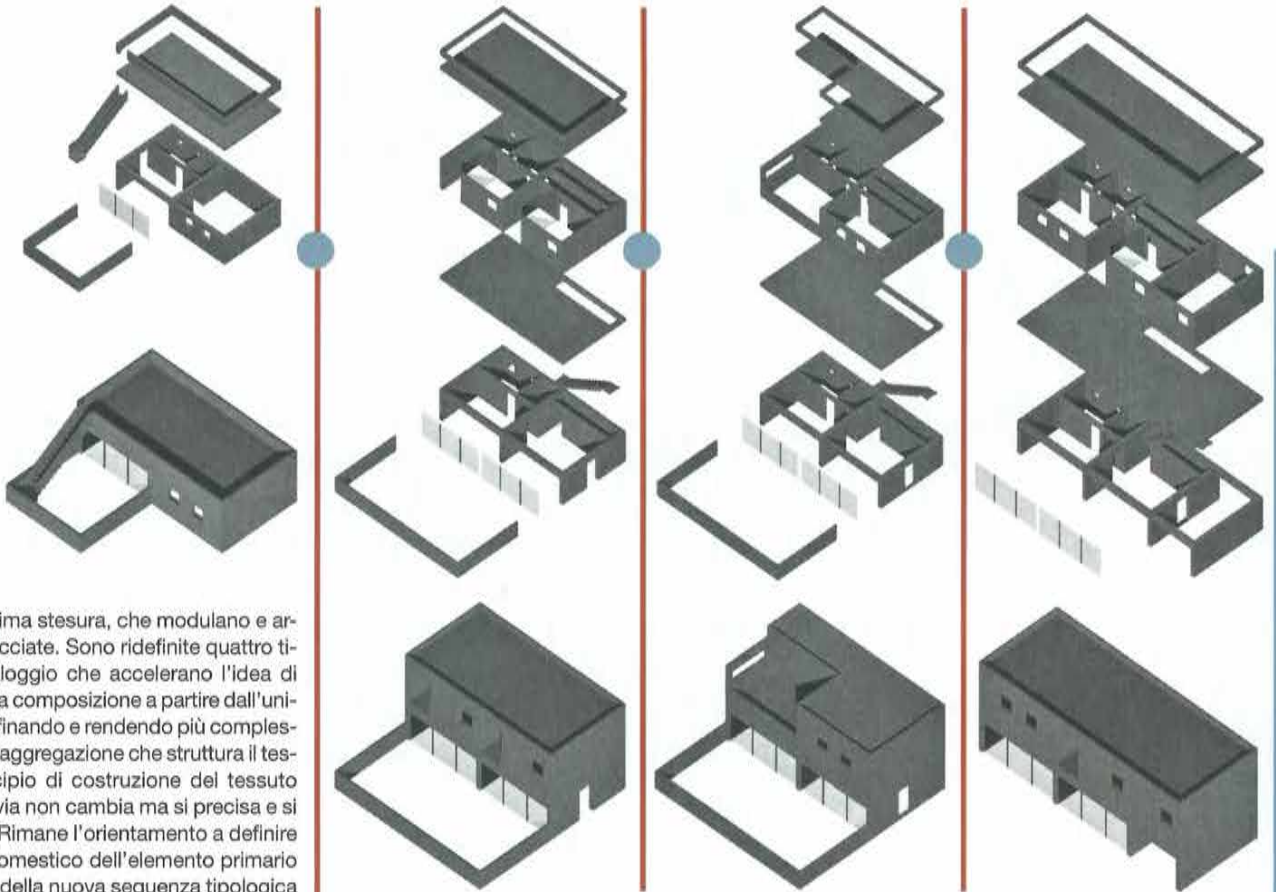 ima stesura, che modulano e ar-
cciate. Sono ridefinite quattro ti-
loggio che accelerano l'idea di
a composizione a partire dall'uni-
finando e rendendo più comples-
aggregazione che struttura il tes-
cipio di costruzione del tessuto
via non cambia ma si precisa e si
Rimane l'orientamento a definire
omestico dell'elemento primario
della nuova sequenza tipologica